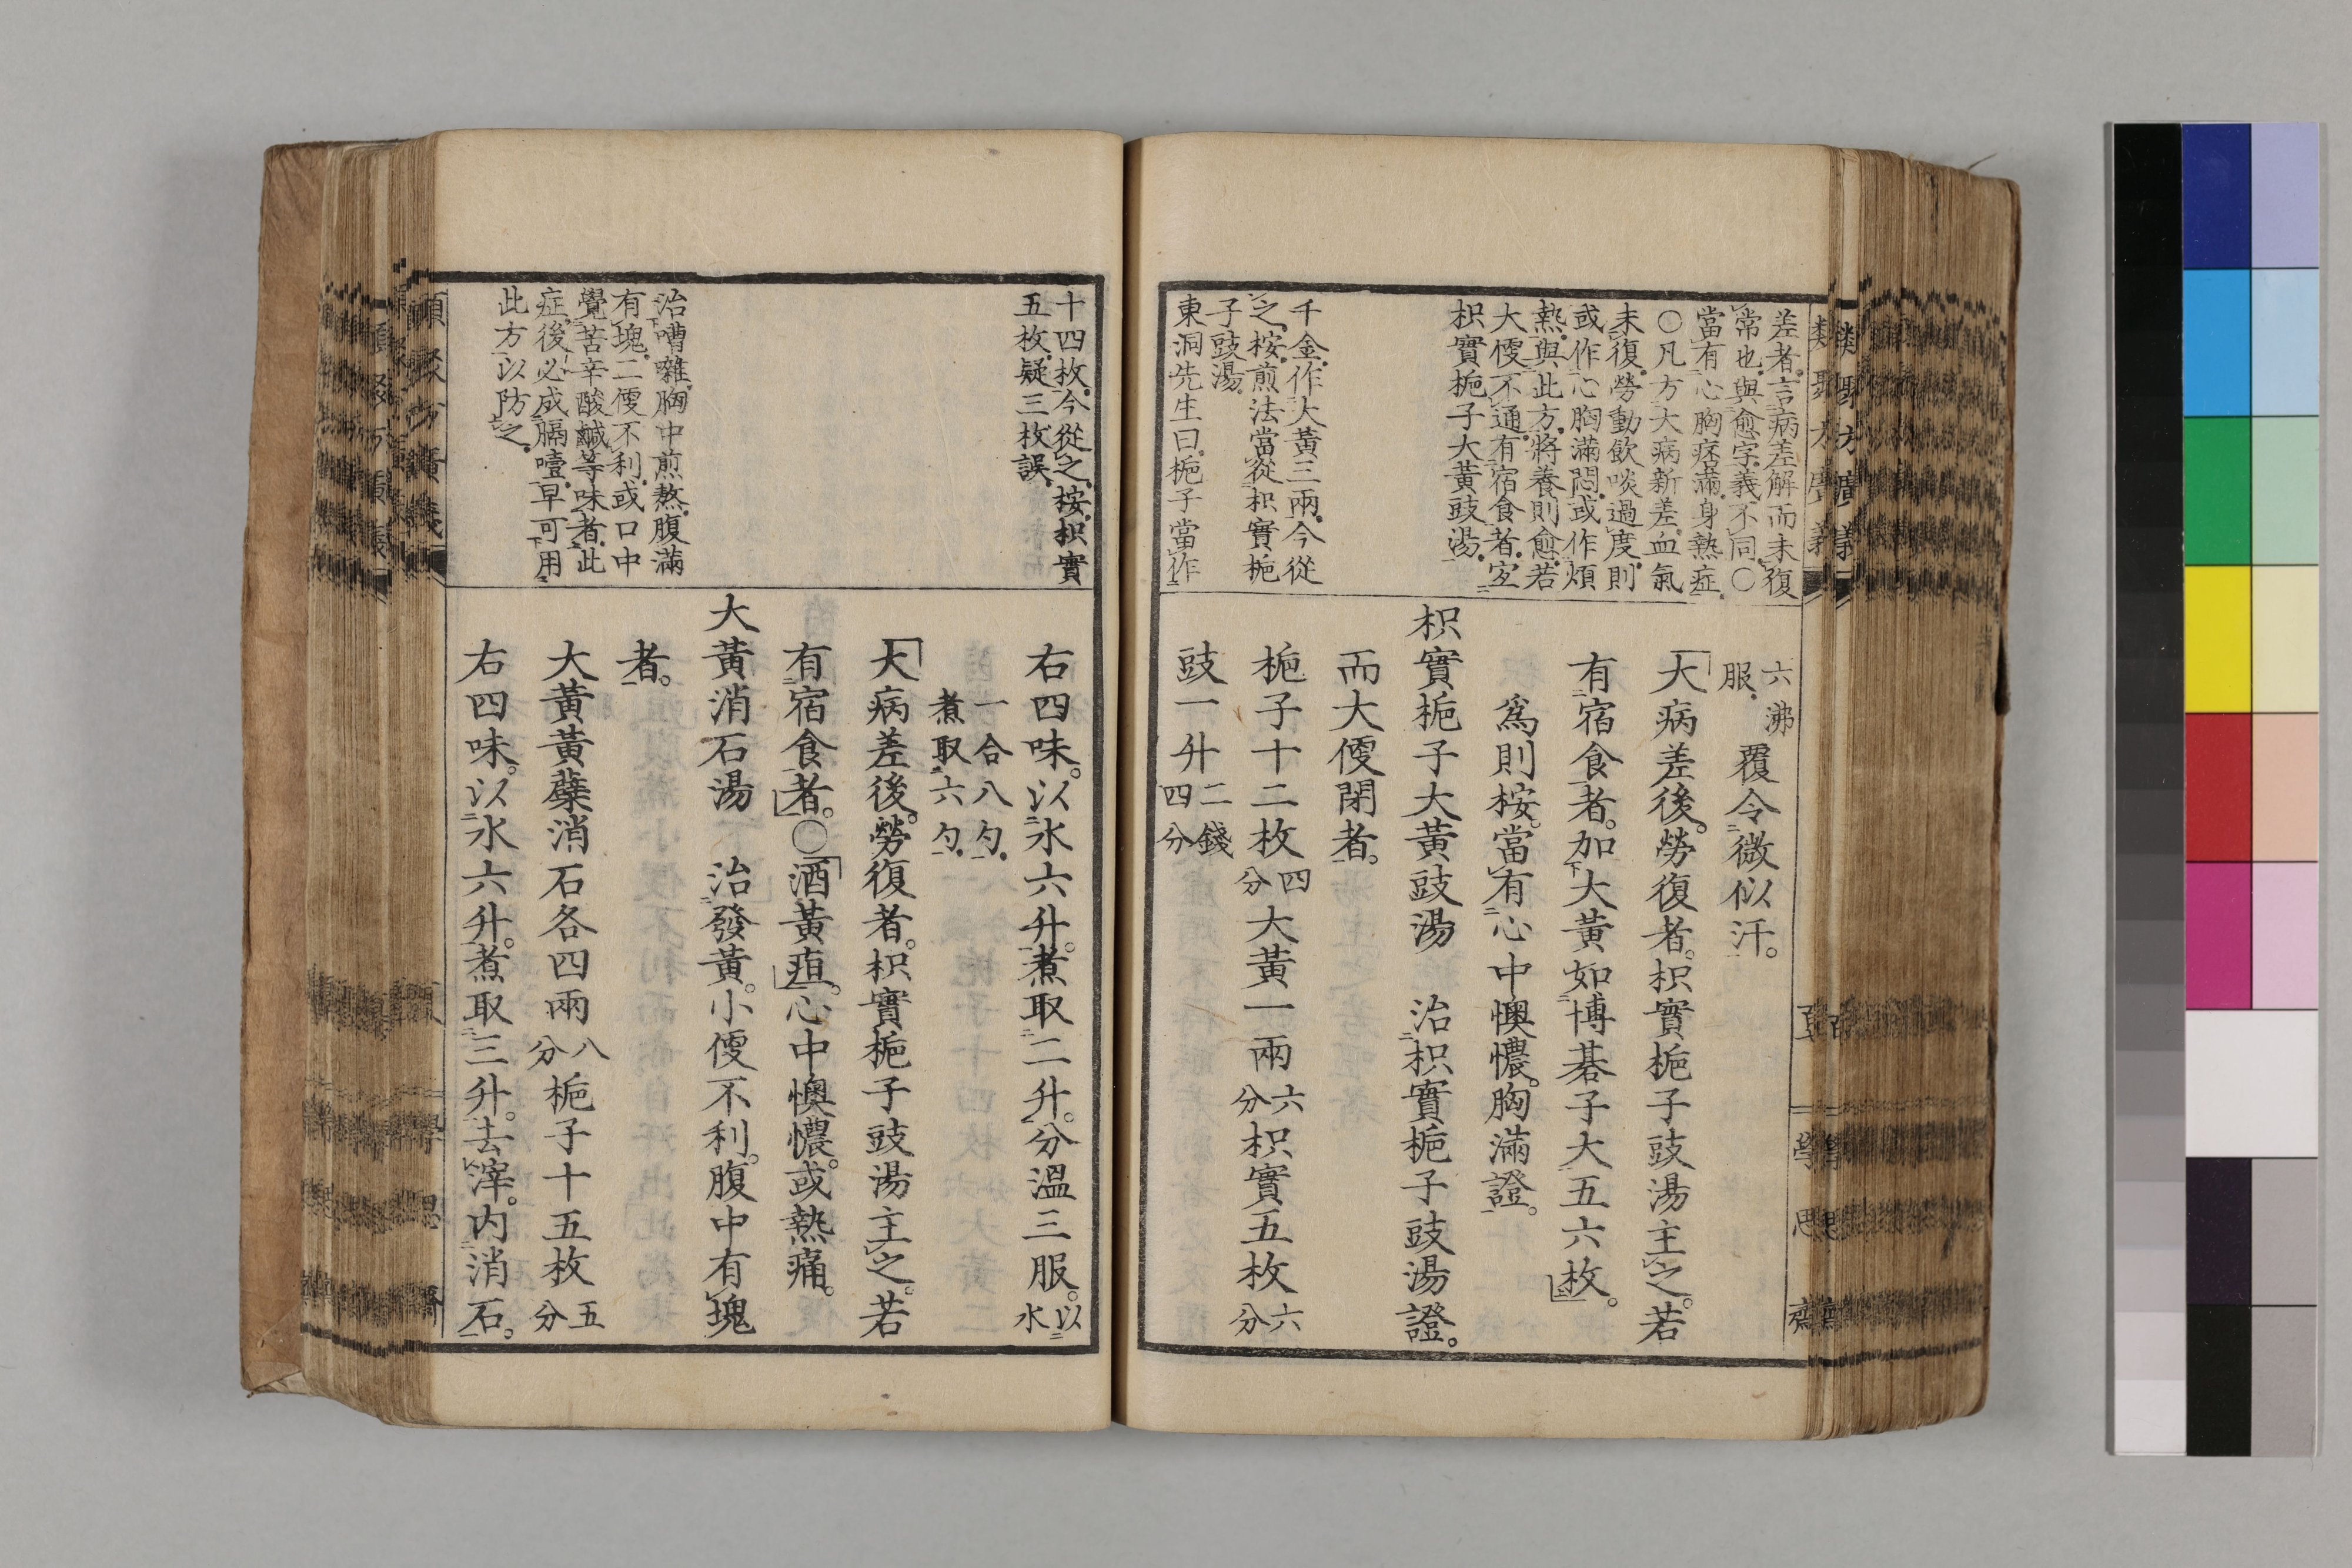 類聚方廣義
差者。言病差解而未復
常也。與愈字義不同。〇
當有心胸痞滿身熱症。
〇凡方大病新差。血氣
未復。勞動飲啖過度。則
或作心胸滿悶。或作煩
熱。與此方。將養則愈。若
大便不通。有宿食者。宜
枳實梔子大黃豉湯。
千金。作大黃三兩。今從
之。按。煎法當從枳實梔
子豉湯。
東洞先生曰。梔子當作
六沸
服。
覆令微似汗。
大病差後。勞復者。枳實梔子豉湯主之。若
有宿食者。加大黃如博碁子大五六枚。
爲則按。當有心中懊憹。胸滿證。
枳實梔子大黃豉湯 治枳實梔子豉湯證。
而大便閉者。
梔子十二枚四分大黃一兩六分枳實五枚六分
豉一升二錢四分
百
學
思
齋
十四枚。今從之。按。枳實
五枚。疑三枚誤。
治嘈囃。胸中煎熬。腹滿
有塊。二便不利。或口中
覺苦辛酸鹹等味者。此
症。後必成膈噎。早可用
此方以防之。
右四味。以水六升。煮取二升。分溫三服。以水
一合八勺。
煮取六勺。
大病差後。勞復者。枳實梔子豉湯主之。若
有宿食者。〇酒黃疸。心中懊憹。或熱痛。
大黃消石湯 治發黃。小便不利。腹中有塊
者。
大黃黃蘗消石各四兩八分梔子十五枚五分
右四味。以水六升。煮取三升。去滓。內消石。
類聚方廣義